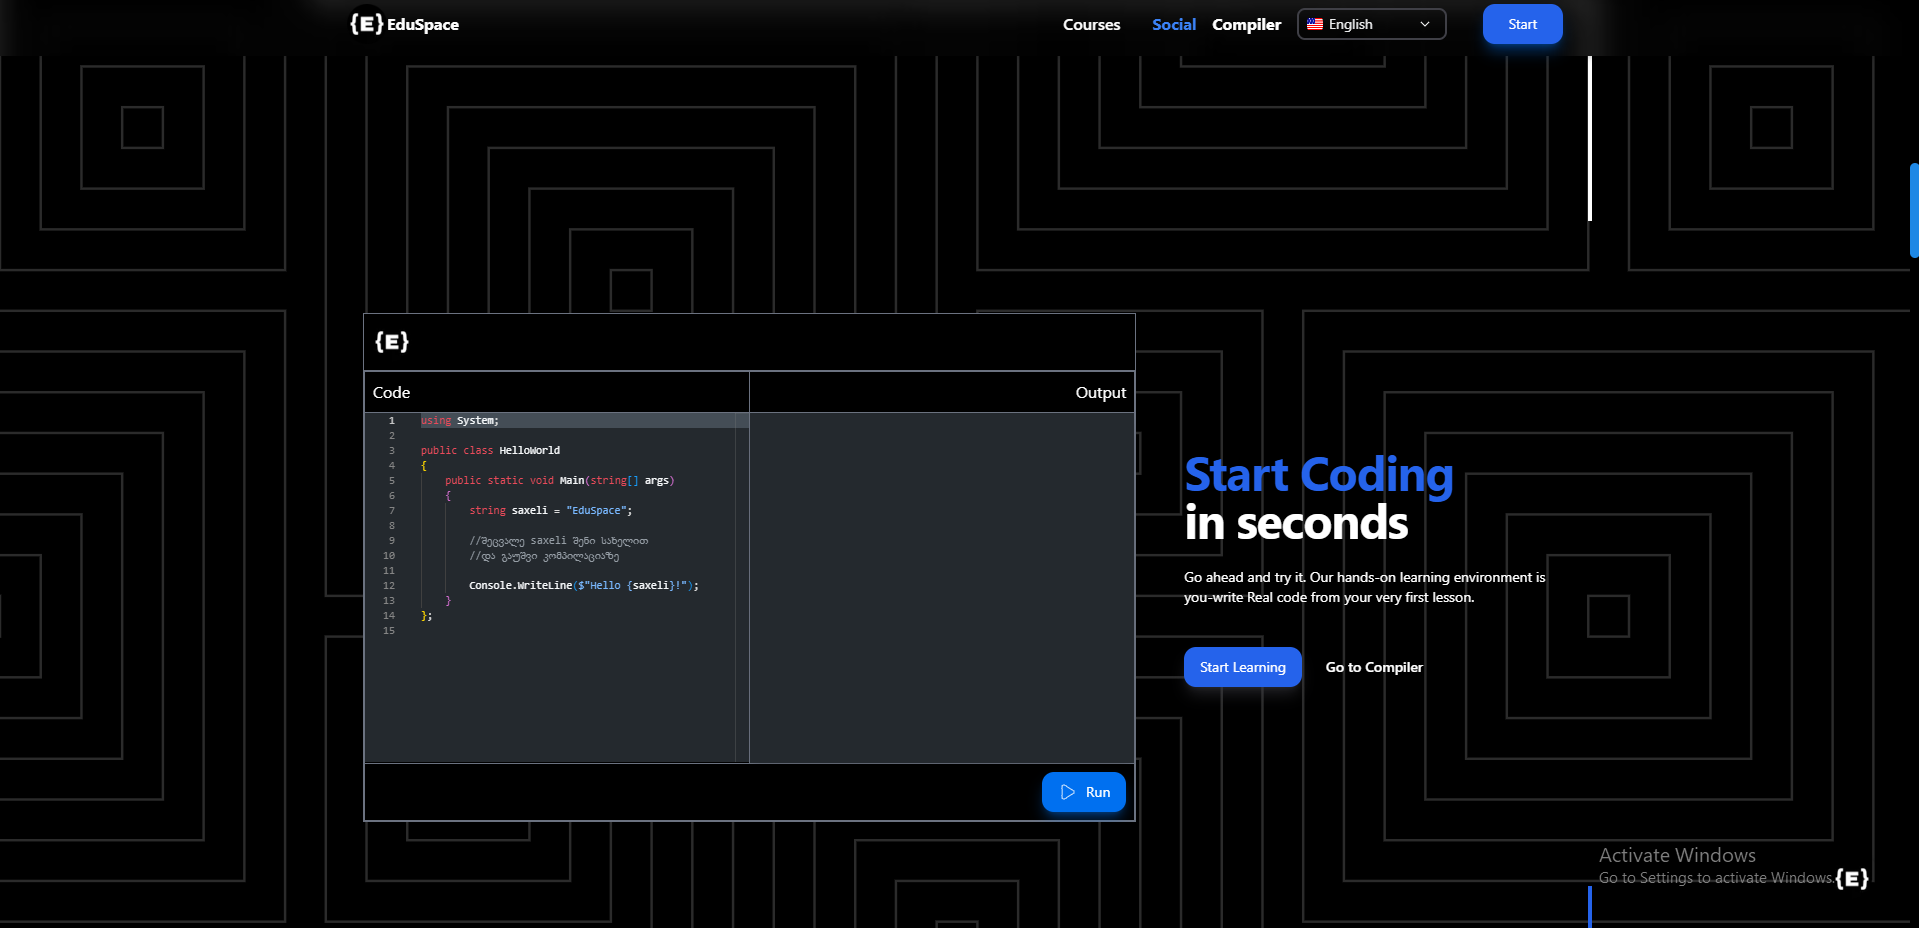 {E} EduSpace
Courses Social Compiler English Start
{E}
Code Output
1 using System;
2
3 public class HelloWorld
4 {
5 public static void Main(string[] args)
6 {
7 string saxeli = "EduSpace";
8
9 //შეცვალე saxeli შენი სახელით
10 //და გაუშვი კომპილაციაზე
11
12 Console.WriteLine($"Hello {saxeli}!");
13 }
14 };
15
Run
Start Coding
in seconds
Go ahead and try it. Our hands-on learning environment is
you-write Real code from your very first lesson.
Start Learning Go to Compiler
Activate Windows
Go to Settings to activate Windows.
{E}